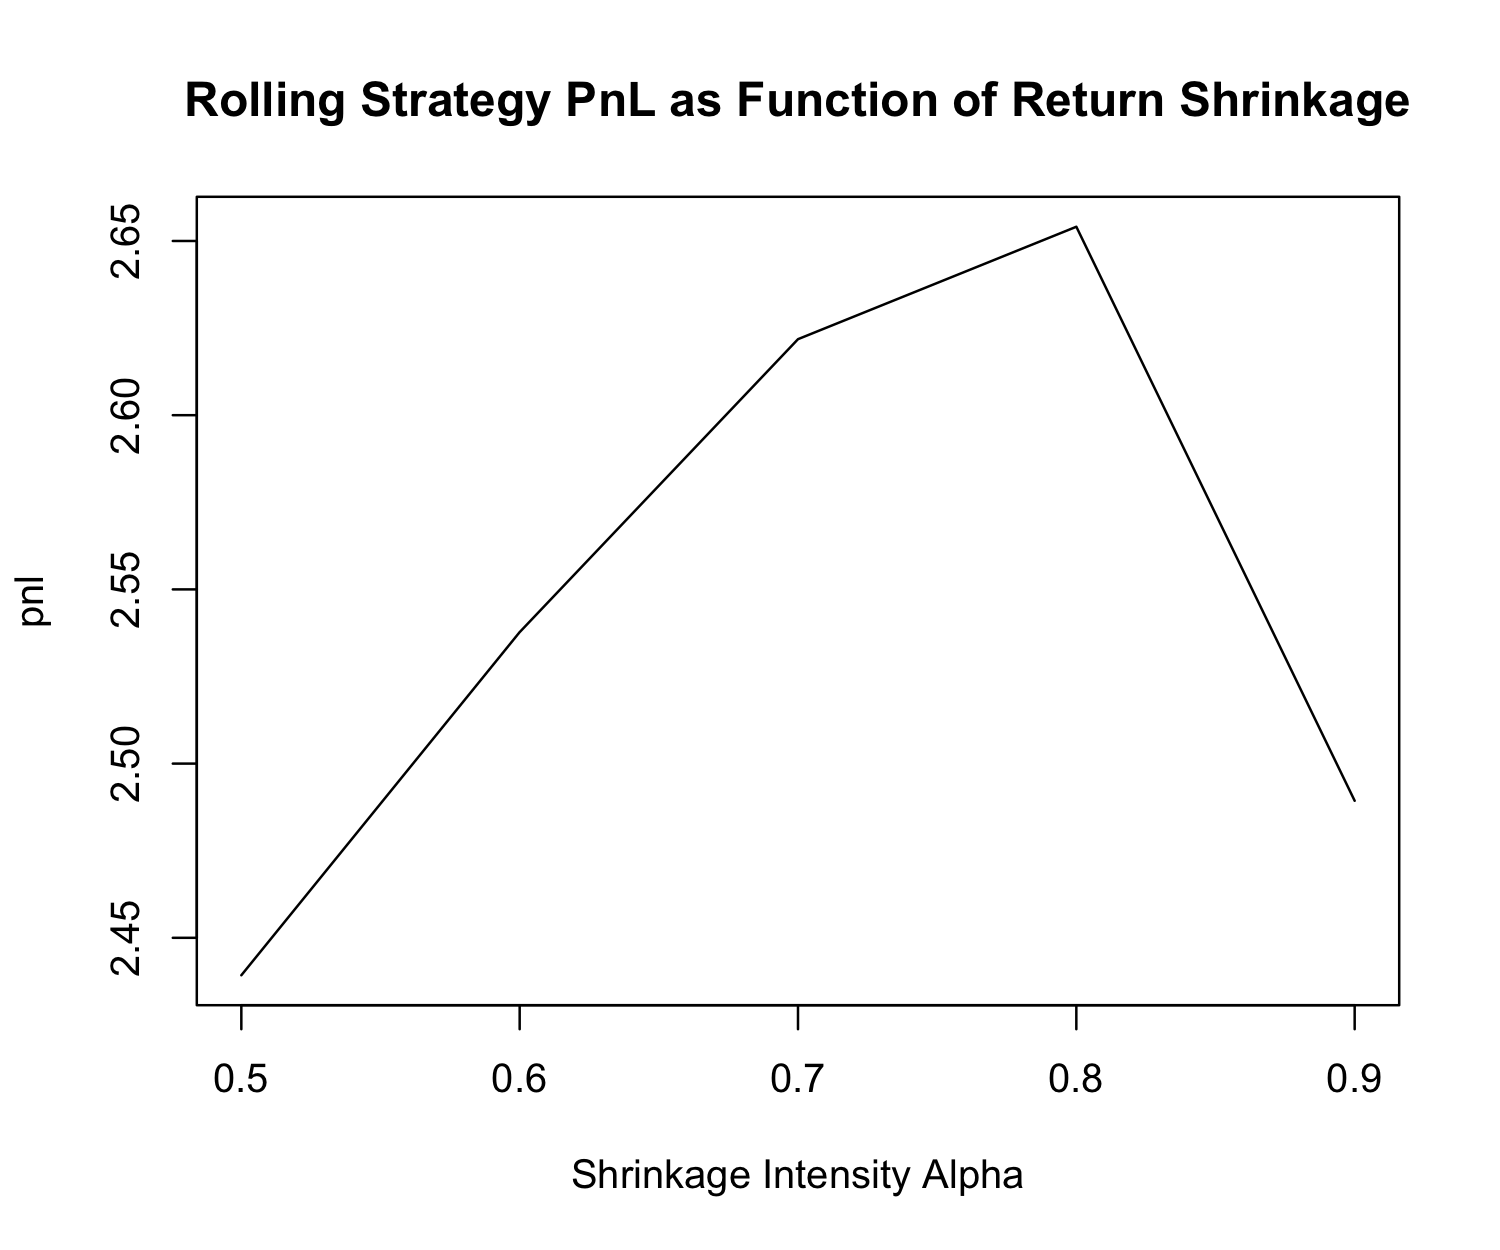 Rolling Strategy PnL as Function of Return Shrinkage
pnl
2.65
2.60
2.55
2.50
2.45
0.5 0.6 0.7 0.8 0.9
Shrinkage Intensity Alpha